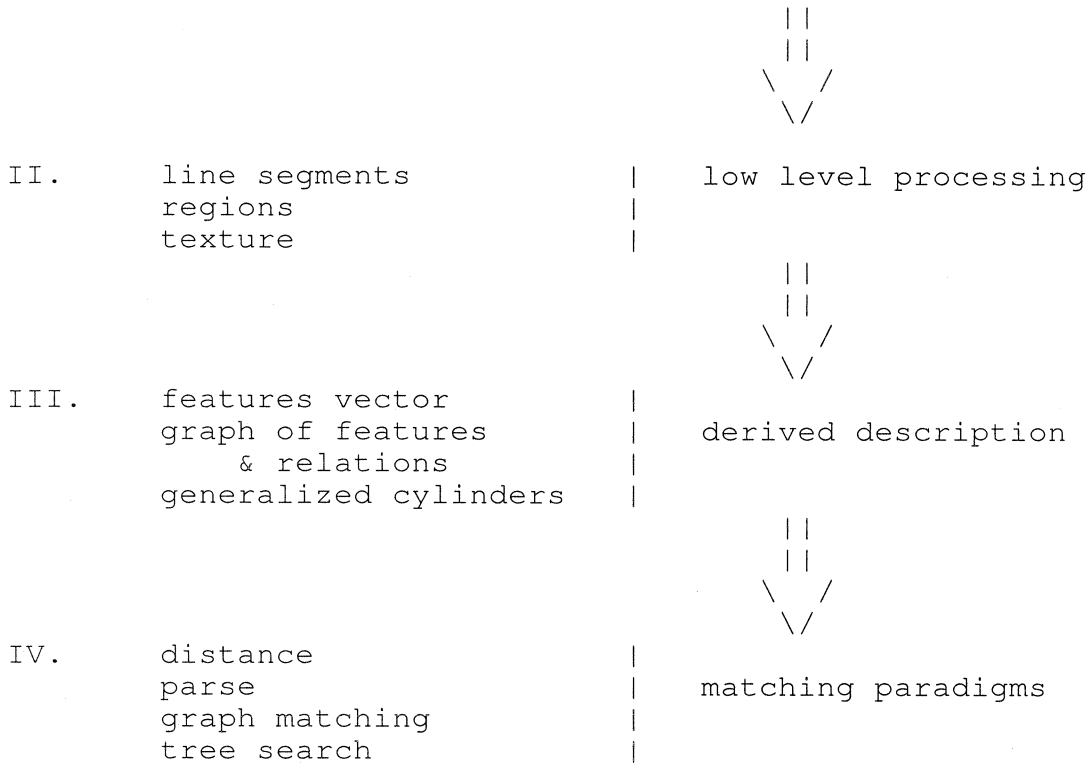 II. line segments | low level processing
regions |
texture |
III. features vector |
graph of features | derived description
& relations |
generalized cylinders |
IV. distance |
parse | matching paradigms
graph matching |
tree search |